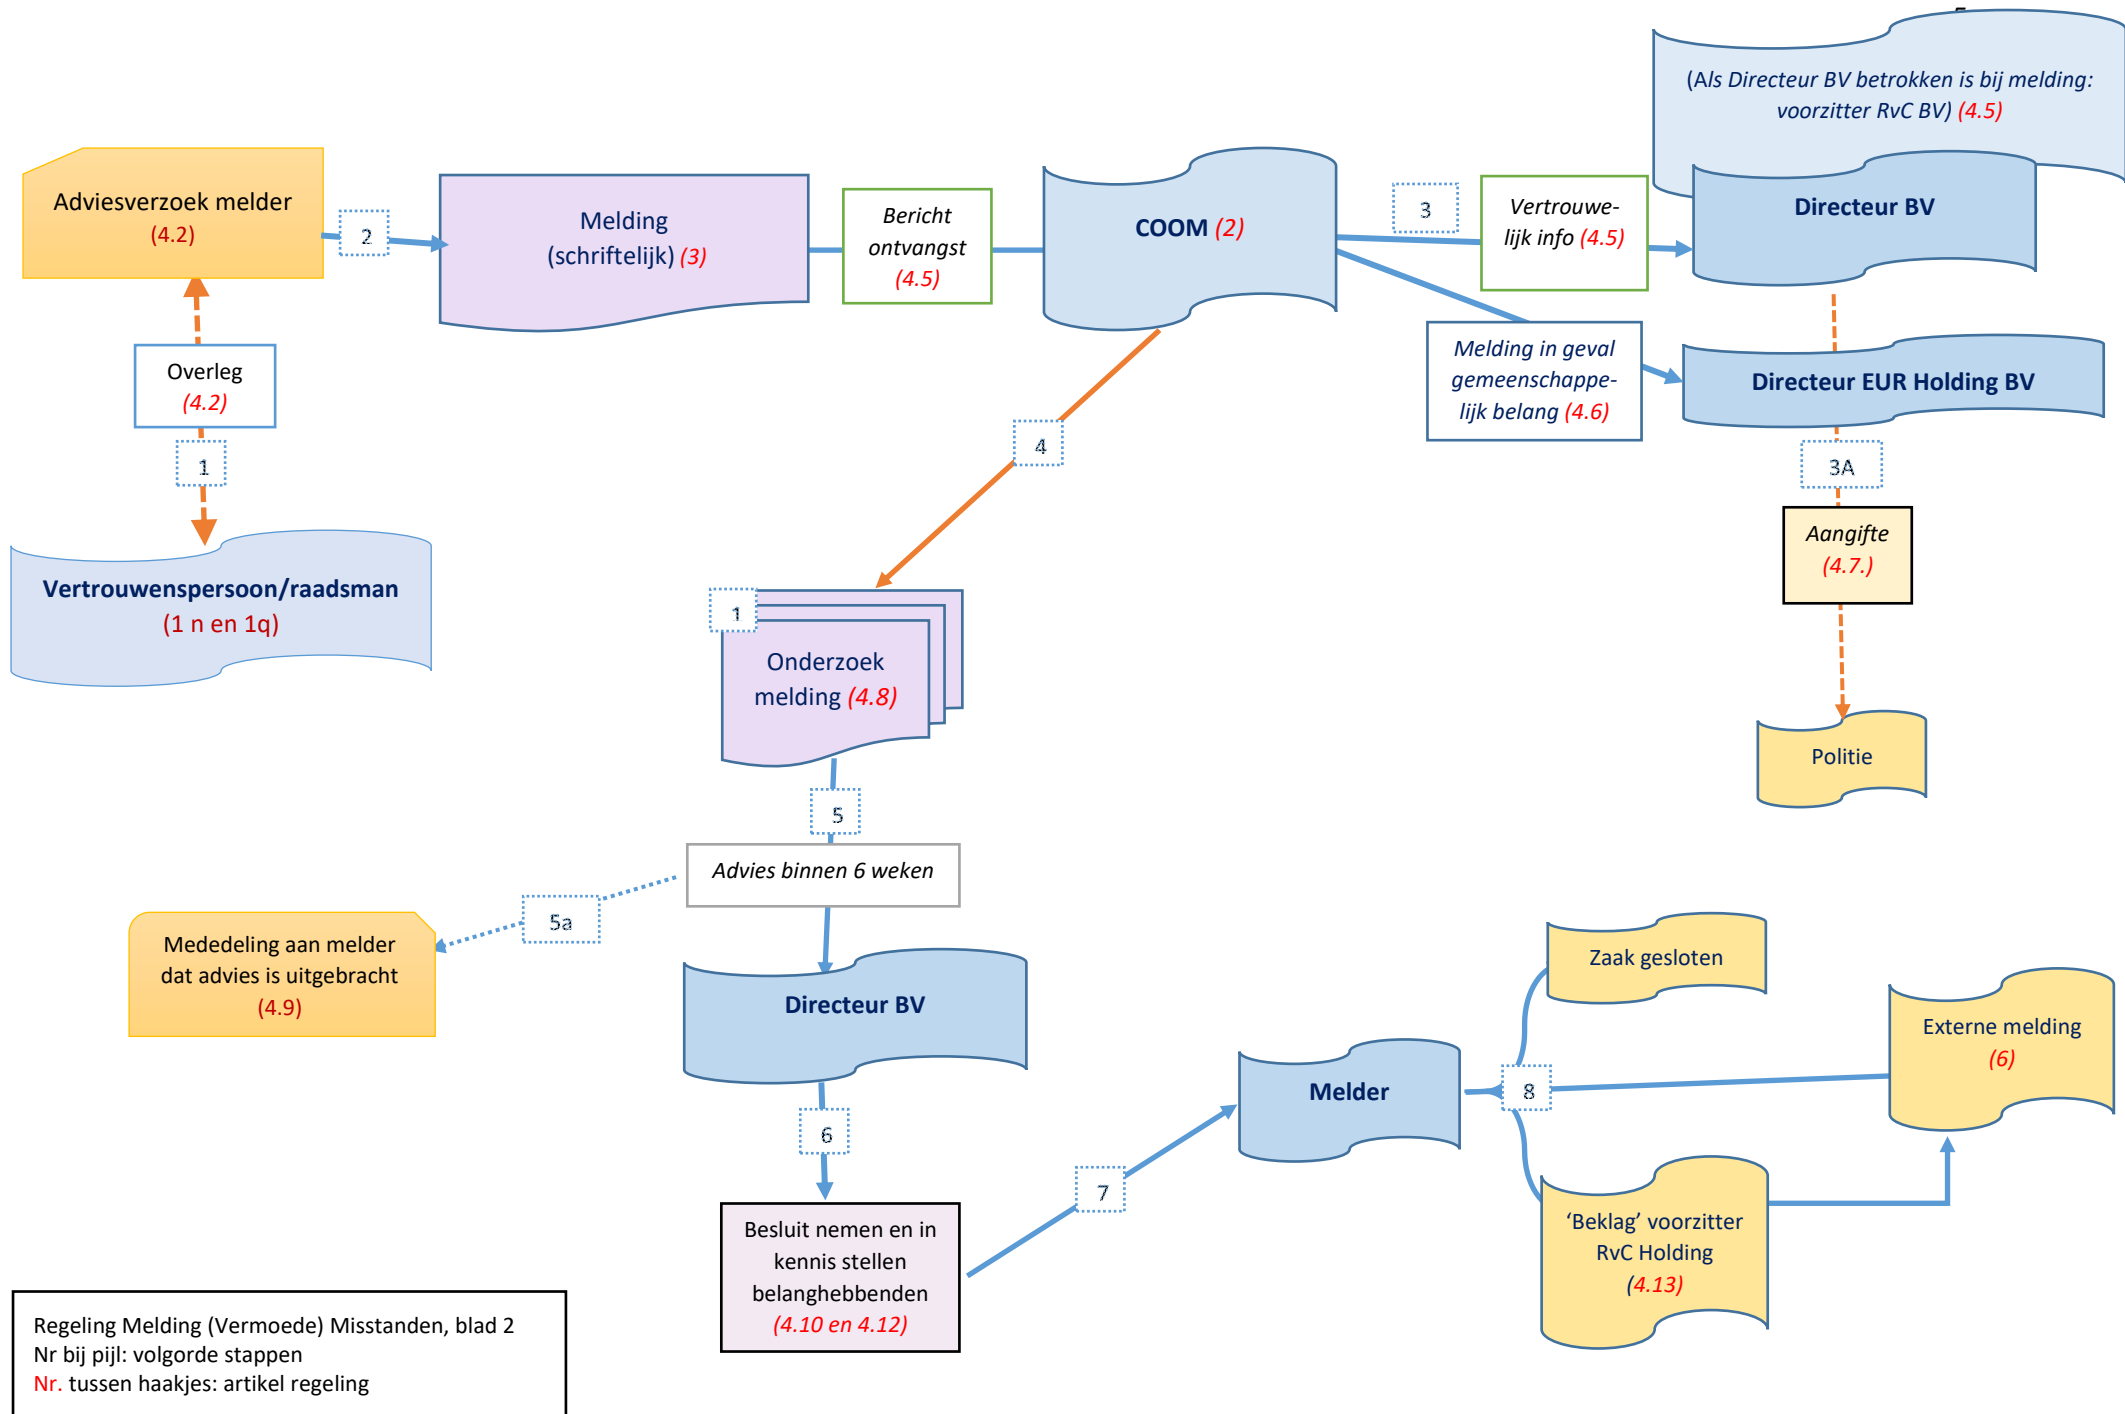 (Als Directeur BV betrokken is bij melding:
voorzitter RvC BV) (4.5)
Adviesverzoek melder
(4.2)
2
Melding
(schriftelijk) (3)
Bericht
ontvangst
(4.5)
COOM (2)
3
Vertrouwe-
lijk info (4.5)
Directeur BV
Overleg
(4.2)
1
Vertrouwenspersoon/raadsman
(1 n en 1q)
Melding in geval
gemeenschappe-
lijk belang (4.6)
Directeur EUR Holding BV
3A
Aangifte
(4.7.)
Politie
4
1
Onderzoek
melding (4.8)
5
Advies binnen 6 weken
5a
Mededeling aan melder
dat advies is uitgebracht
(4.9)
Directeur BV
6
Besluit nemen en in
kennis stellen
belanghebbenden
(4.10 en 4.12)
7
Melder
8
Zaak gesloten
Externe melding
(6)
‘Beklag’ voorzitter
RvC Holding
(4.13)
Regeling Melding (Vermoede) Misstanden, blad 2
Nr bij pijl: volgorde stappen
Nr. tussen haakjes: artikel regeling